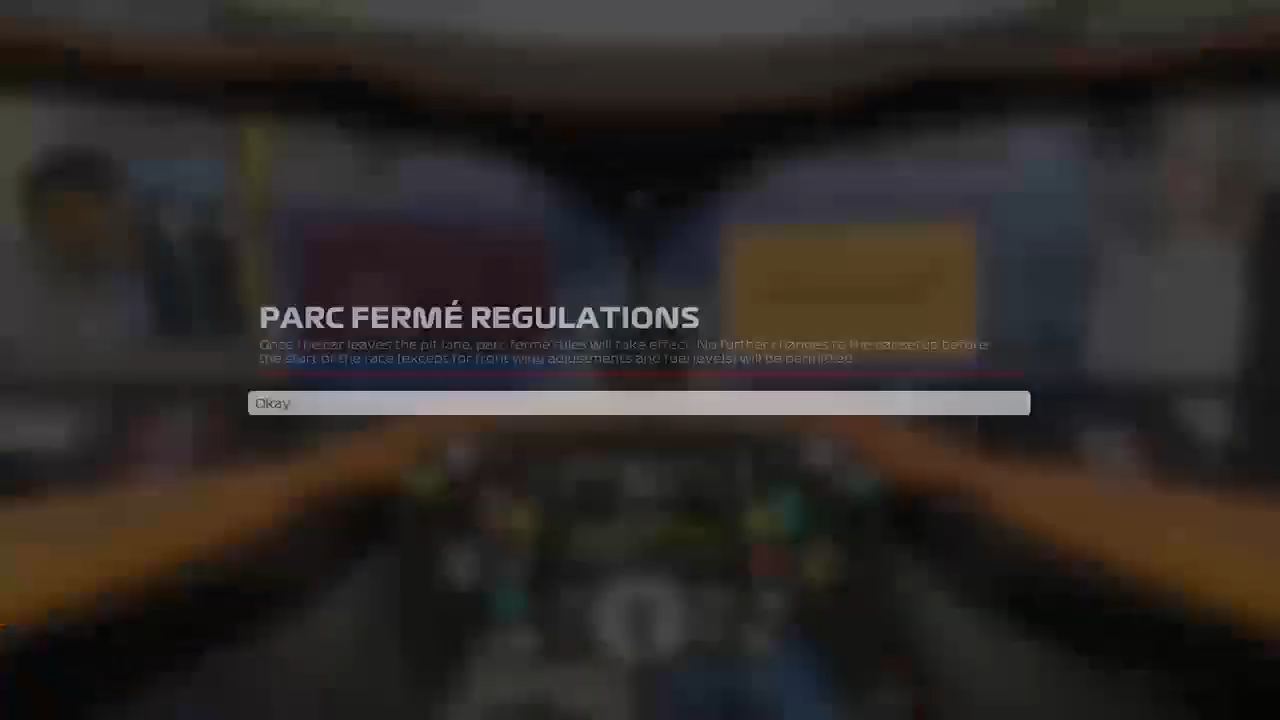 PARC FERMÉ REGULATIONS
Once the car leaves the pit lane, parc fermé rules will take effect. No further changes to the car setup before
the start of the race (except for front wing adjustments and fuel levels) will be permitted.
Okay